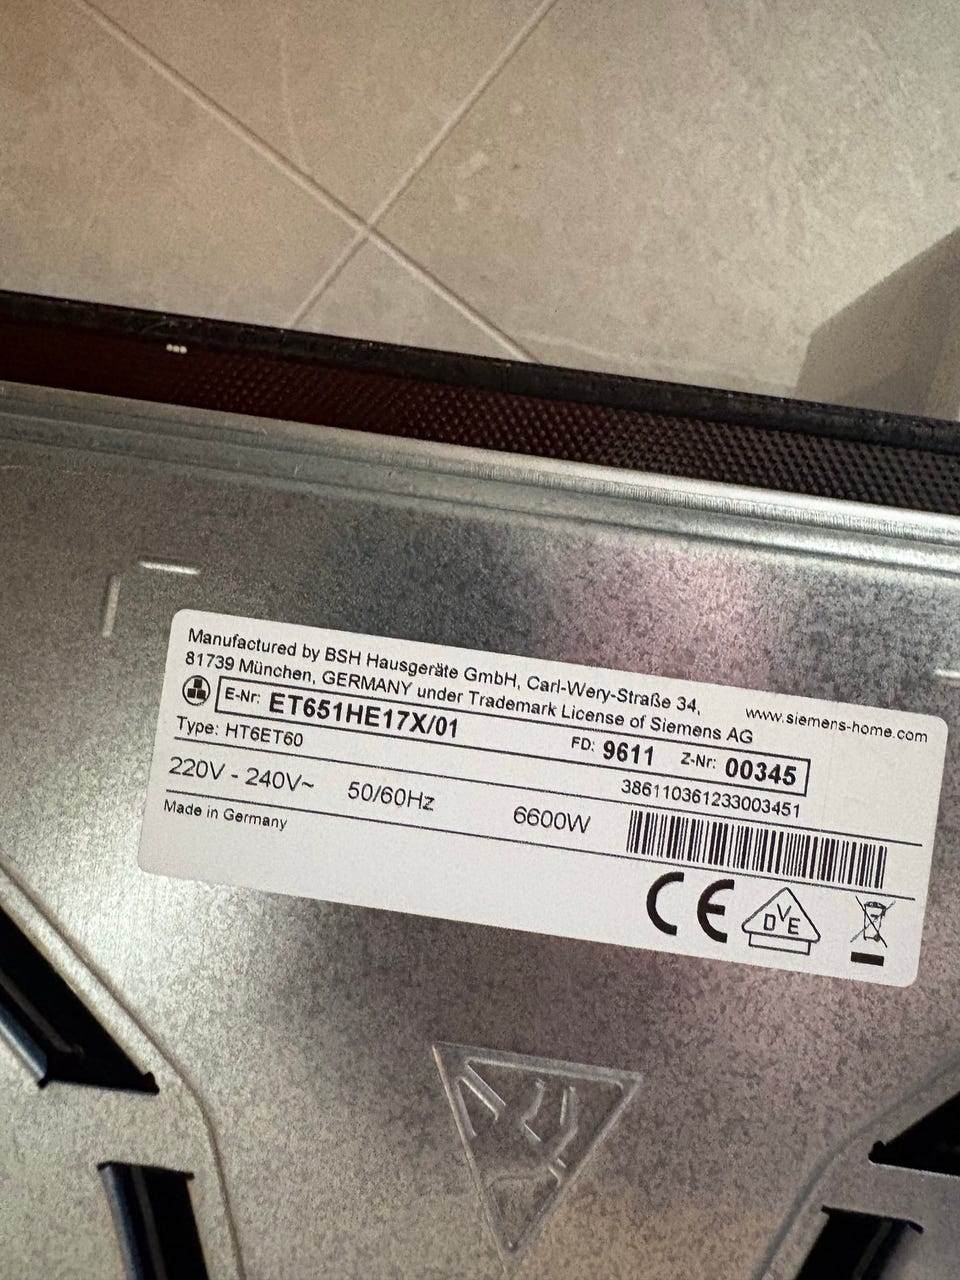 Manufactured by BSH Hausgeräte GmbH, Carl-Wery-Straße 34,
81739 München, GERMANY under Trademark License of Siemens AG
www.siemens-home.com
E-Nr: ET651HE17X/01 FD: 9611 Z-Nr: 00345
Type: HT6ET60
386110361233003451
220V - 240V~ 50/60Hz 6600W
Made in Germany
CE
DVE